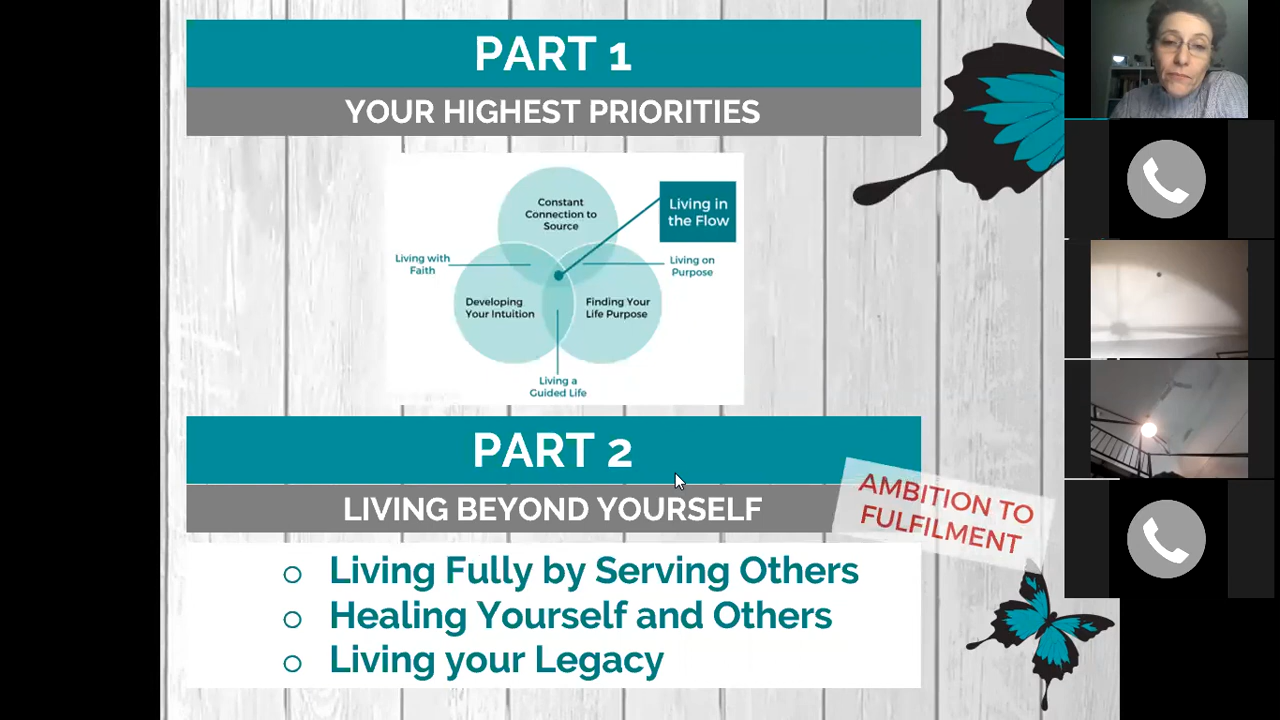 PART 1
YOUR HIGHEST PRIORITIES
Constant
Connection to
Source
Living in
the Flow
Living with
Faith
Living on
Purpose
Developing
Your Intuition
Finding Your
Life Purpose
Living a
Guided Life
PART 2
LIVING BEYOND YOURSELF
AMBITION TO
FULFILMENT
Living Fully by Serving Others
Healing Yourself and Others
Living your Legacy